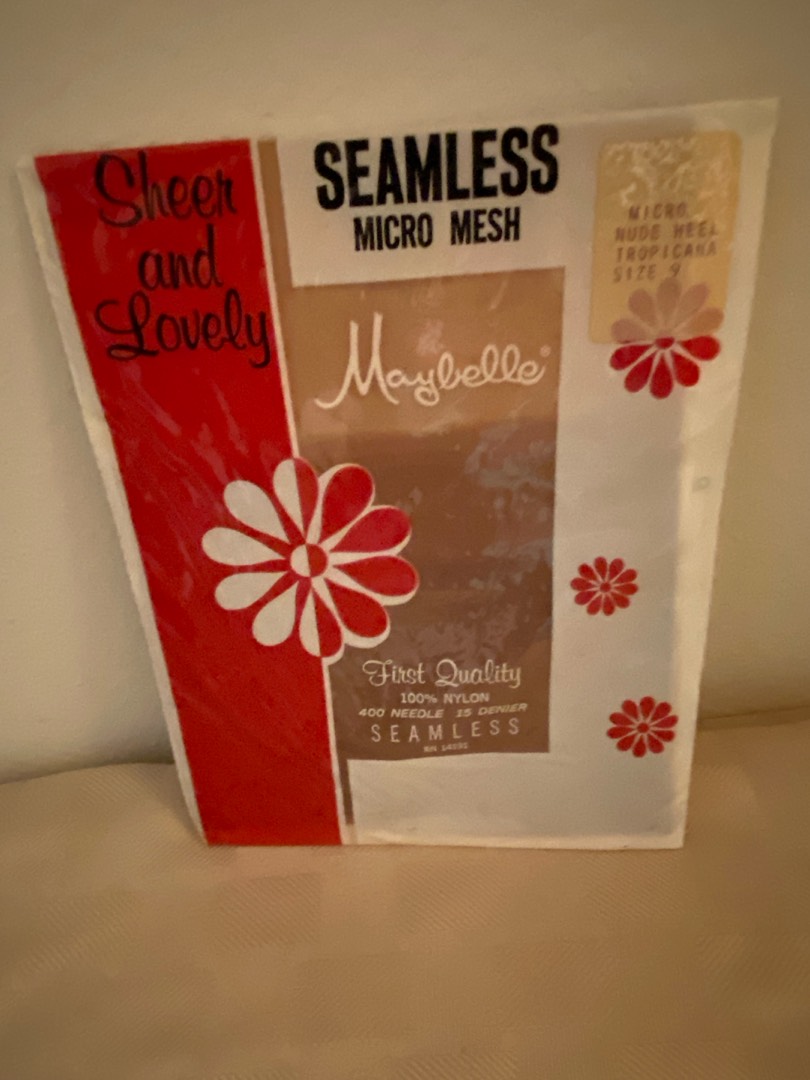 Sheer
and
Lovely
SEAMLESS
MICRO MESH
MICRO
NUDE HEEL
TROPICANA
SIZE 9
Maybelle
First Quality
100% NYLON
400 NEEDLE 15 DENIER
SEAMLESS
RN